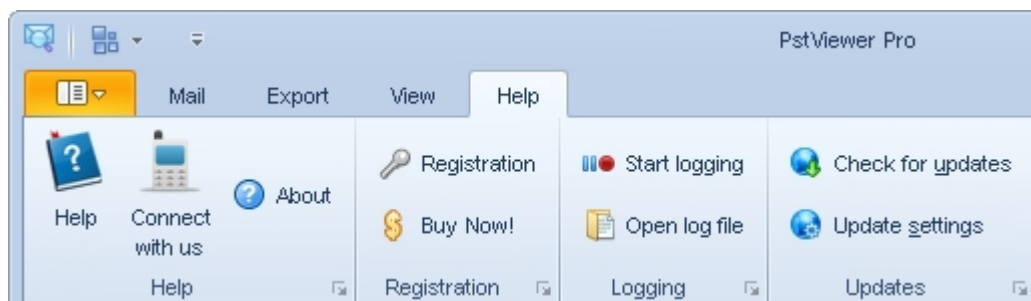 PstViewer Pro
Mail
Export
View
Help
Help
Connect
with us
About
Help
Registration
Buy Now!
Registration
Start logging
Open log file
Logging
Check for updates
Update settings
Updates